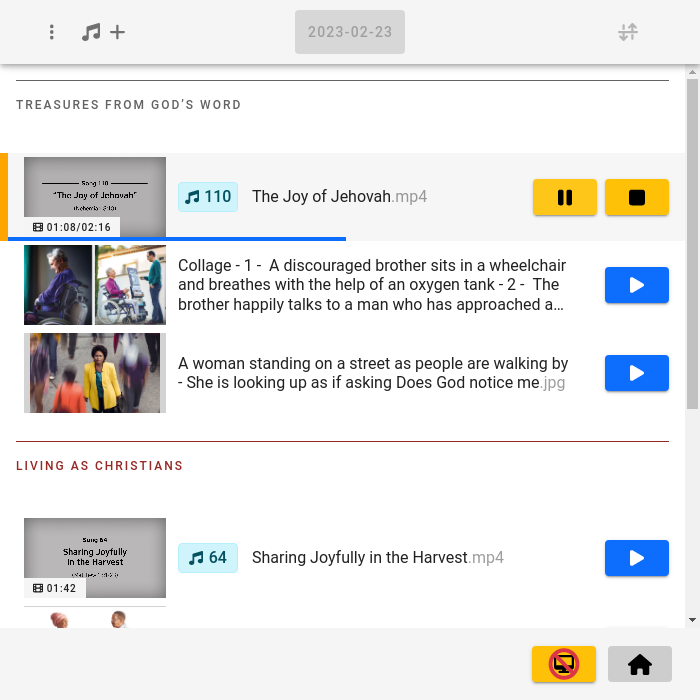 2023-02-23
TREASURES FROM GOD'S WORD
Song 110
"The Joy of Jehovah"
(Nehemiah 8:10)
01:08/02:16
110
The Joy of Jehovah.mp4
Collage - 1 - A discouraged brother sits in a wheelchair
and breathes with the help of an oxygen tank - 2 - The
brother happily talks to a man who has approached a…
A woman standing on a street as people are walking by
- She is looking up as if asking Does God notice me.jpg
LIVING AS CHRISTIANS
Song 64
Sharing Joyfully
in the Harvest
01:42
64
Sharing Joyfully in the Harvest.mp4